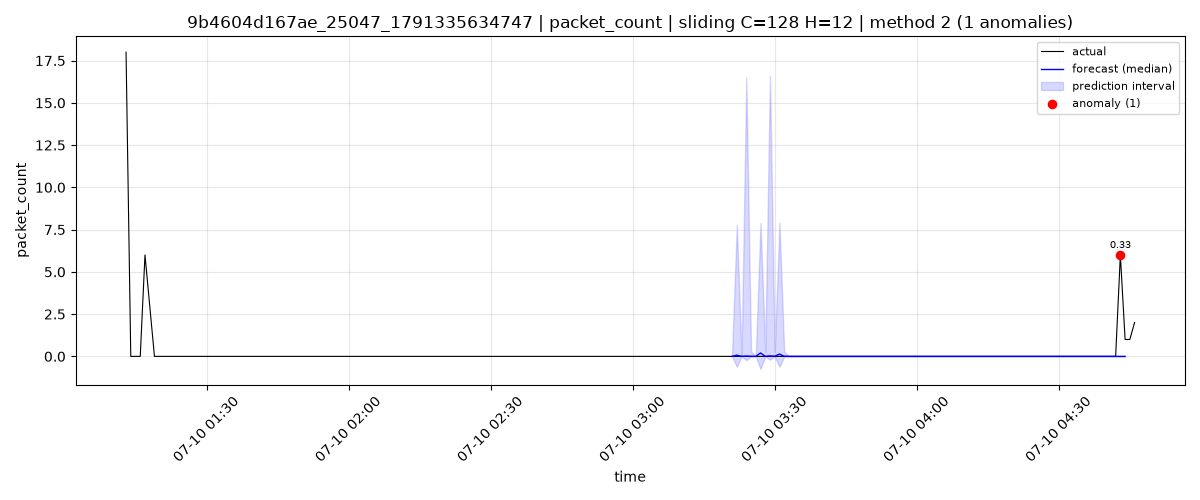 9b4604d167ae_25047_1791335634747 | packet_count | sliding C=128 H=12 | method 2 (1 anomalies)
actual
forecast (median)
prediction interval
anomaly (1)
packet_count
17.5
15.0
12.5
10.0
7.5
5.0
2.5
0.0
0.33
07-10 01:30
07-10 02:00
07-10 02:30
07-10 03:00
07-10 03:30
07-10 04:00
07-10 04:30
time